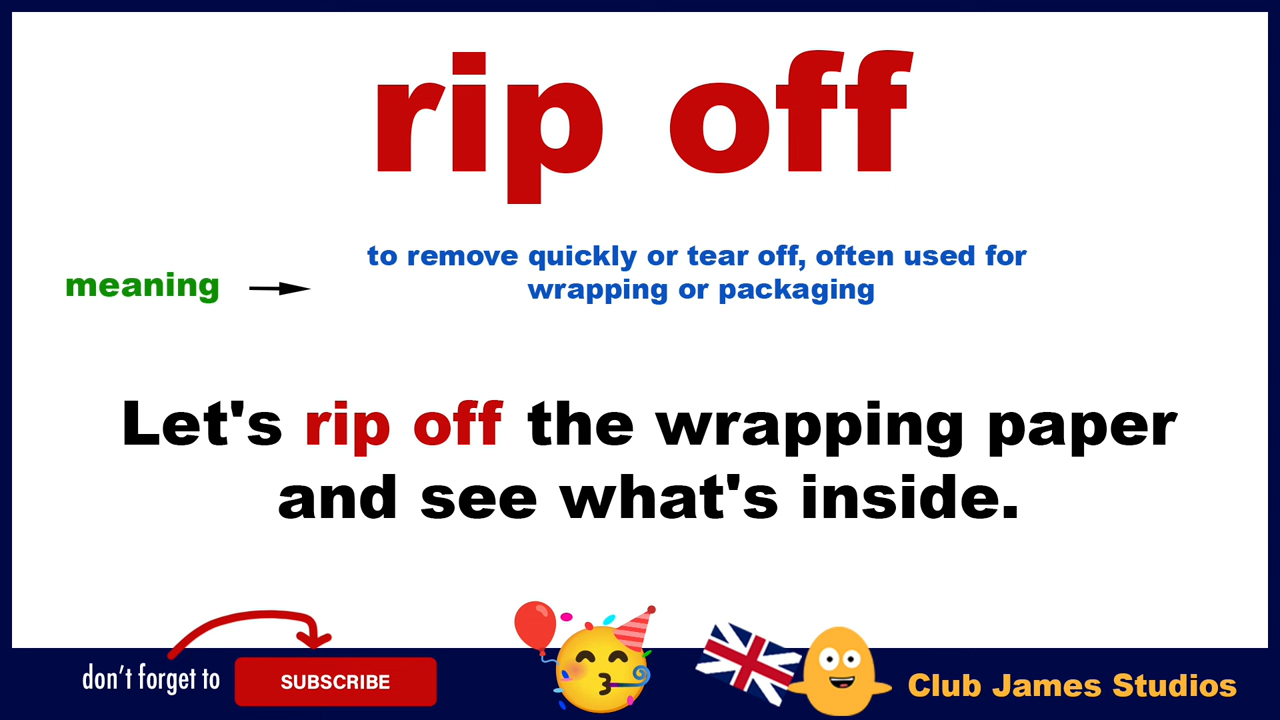 rip off
meaning
to remove quickly or tear off, often used for
wrapping or packaging
Let's rip off the wrapping paper
and see what's inside.
don't forget to
SUBSCRIBE
Club James Studios